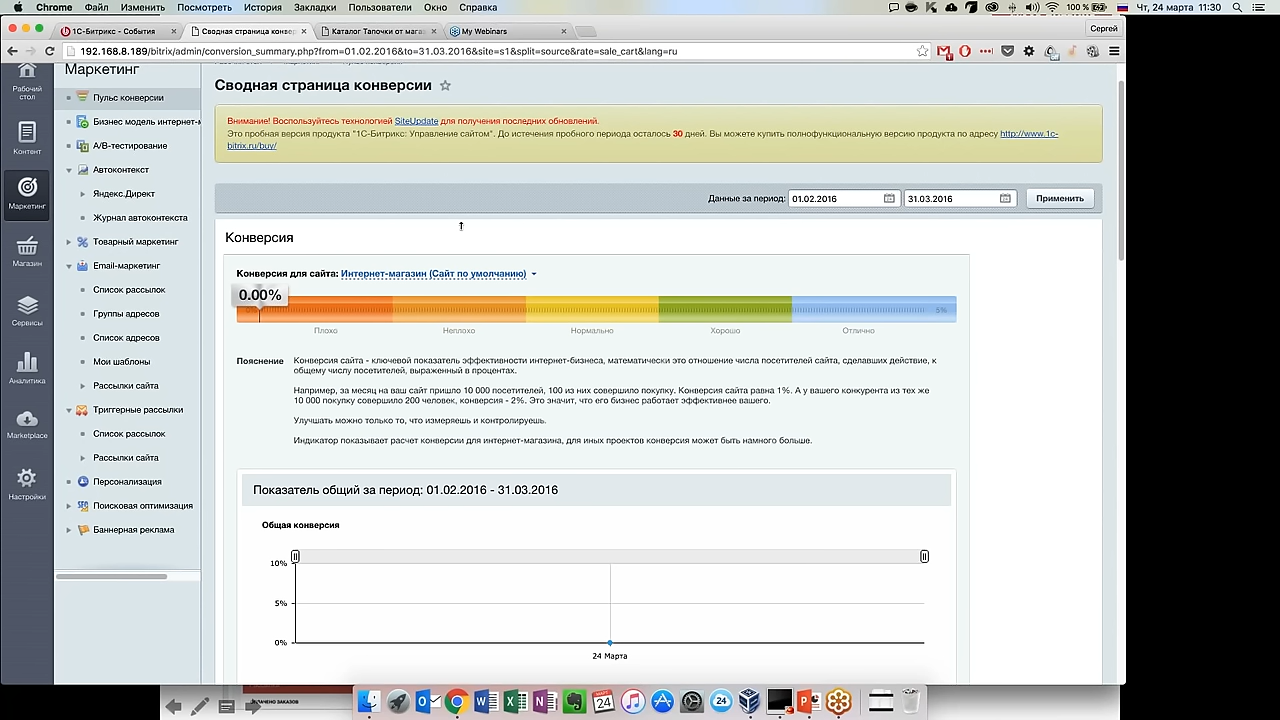 Chrome Файл Изменить Посмотреть История Закладки Пользователи Окно Справка 100 % Чт, 24 марта 11:30
1С-Битрикс - События Сводная страница конвер Каталог Тапочки от мага My Webinars Сергей
192.168.8.189/bitrix/admin/conversion_summary.php?from=01.02.2016&to=31.03.2016&site=s1&split=source&rate=sale_cart&lang=ru
Рабочий
стол
Контент
Маркетинг
Магазин
Сервисы
Аналитика
Marketplace
Настройки
Маркетинг
Пульс конверсии
Бизнес модель интернет-м
A/B-тестирование
Автоконтекст
Яндекс.Директ
Журнал автоконтекста
Товарный маркетинг
Email-маркетинг
Список рассылок
Группы адресов
Список адресов
Мои шаблоны
Рассылки сайта
Триггерные рассылки
Список рассылок
Рассылки сайта
Персонализация
Поисковая оптимизация
Баннерная реклама
Сводная страница конверсии
Внимание! Воспользуйтесь технологией SiteUpdate для получения последних обновлений.
Это пробная версия продукта "1С-Битрикс: Управление сайтом". До истечения пробного периода осталось 30 дней. Вы можете купить полнофункциональную версию продукта по адресу http://www.1c-
bitrix.ru/buy/
Данные за период: 01.02.2016 31.03.2016 Применить
Конверсия
Конверсия для сайта: Интернет-магазин (Сайт по умолчанию)
0.00% 5%
Плохо Неплохо Нормально Хорошо Отлично
Пояснение Конверсия сайта - ключевой показатель эффективности интернет-бизнеса, математически это отношение числа посетителей сайта, сделавших действие, к
общему числу посетителей, выраженный в процентах.
Например, за месяц на ваш сайт пришло 10 000 посетителей, 100 из них совершило покупку. Конверсия сайта равна 1%. А у вашего конкурента из тех же
10 000 покупку совершило 200 человек, конверсия - 2%. Это значит, что его бизнес работает эффективнее вашего.
Улучшать можно только то, что измеряешь и контролируешь.
Индикатор показывает расчет конверсии для интернет-магазина, для иных проектов конверсия может быть намного больше.
Показатель общий за период: 01.02.2016 - 31.03.2016
Общая конверсия
10%
5%
0%
24 Марта
24
24